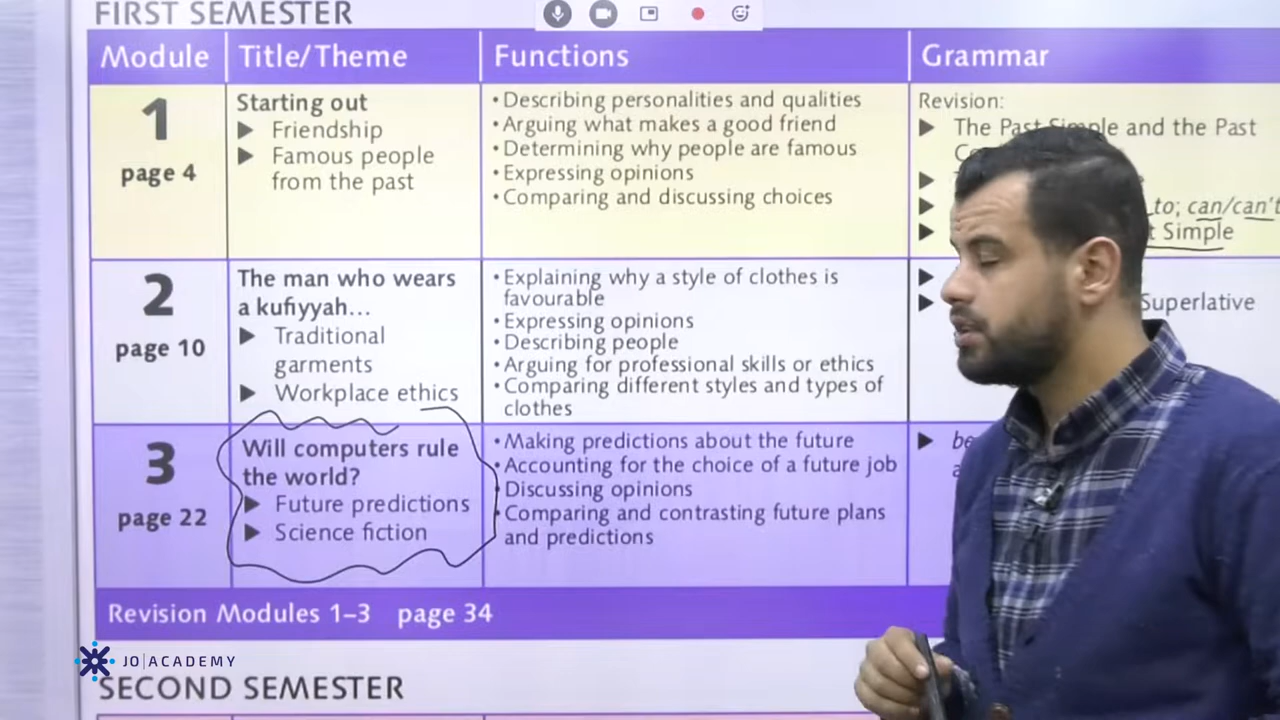 FIRST SEMESTER
Module Title/Theme Functions Grammar
1
page 4
Starting out
► Friendship
► Famous people
from the past
• Describing personalities and qualities
• Arguing what makes a good friend
• Determining why people are famous
• Expressing opinions
• Comparing and discussing choices
Revision:
► The Past Simple and the Past
to; can/can't
Simple
2
page 10
The man who wears
a kufiyyah...
► Traditional
garments
► Workplace ethics
• Explaining why a style of clothes is
favourable
• Expressing opinions
• Describing people
• Arguing for professional skills or ethics
• Comparing different styles and types of
clothes
Superlative
3
page 22
Will computers rule
the world?
► Future predictions
► Science fiction
• Making predictions about the future
• Accounting for the choice of a future job
• Discussing opinions
• Comparing and contrasting future plans
and predictions
Revision Modules 1–3 page 34
JO|ACADEMY
SECOND SEMESTER